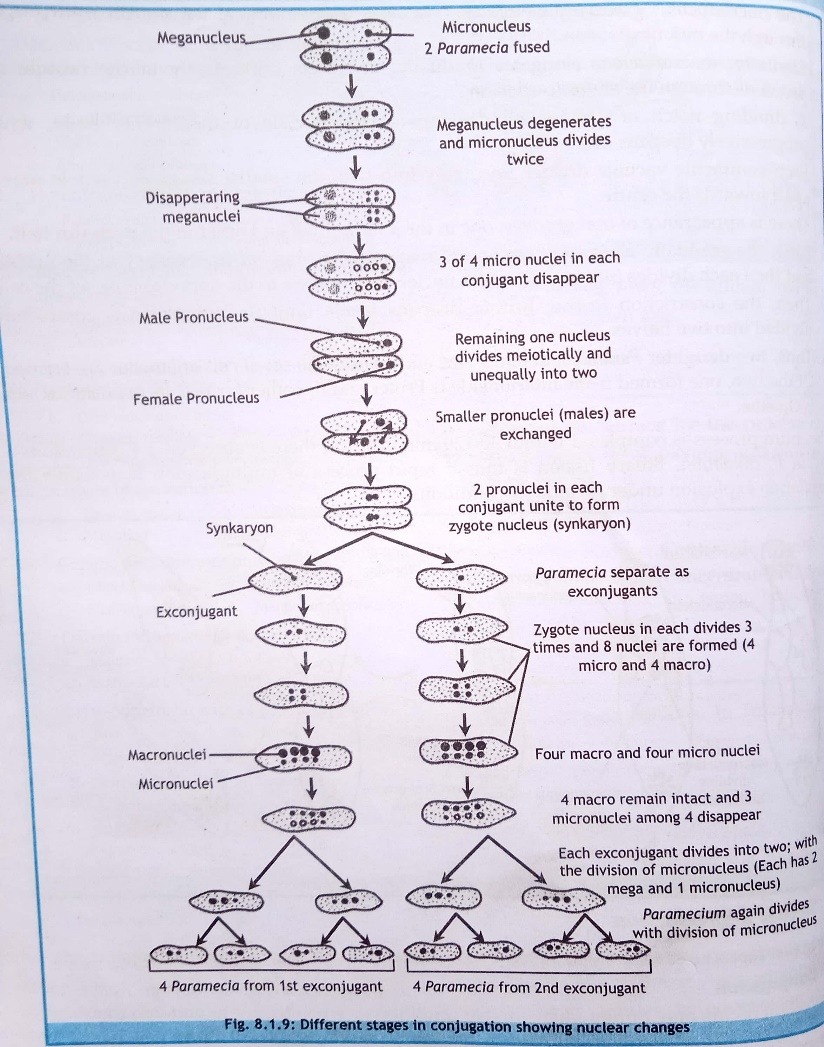 Meganucleus
Micronucleus
2 Paramecia fused
Meganucleus degenerates
and micronucleus divides
twice
Disapperaring
meganuclei
3 of 4 micro nuclei in each
conjugant disappear
Male Pronucleus
Remaining one nucleus
divides meiotically and
unequally into two
Female Pronucleus
Smaller pronuclei (males) are
exchanged
2 pronuclei in each
conjugant unite to form
zygote nucleus (synkaryon)
Synkaryon
Paramecia separate as
exconjugants
Exconjugant
Zygote nucleus in each divides 3
times and 8 nuclei are formed (4
micro and 4 macro)
Macronuclei
Four macro and four micro nuclei
Micronuclei
4 macro remain intact and 3
micronuclei among 4 disappear
Each exconjugant divides into two; with
the division of micronucleus (Each has 2
mega and 1 micronucleus)
Paramecium again divides
with division of micronucleus
4 Paramecia from 1st exconjugant
4 Paramecia from 2nd exconjugant
Fig. 8.1.9: Different stages in conjugation showing nuclear changes